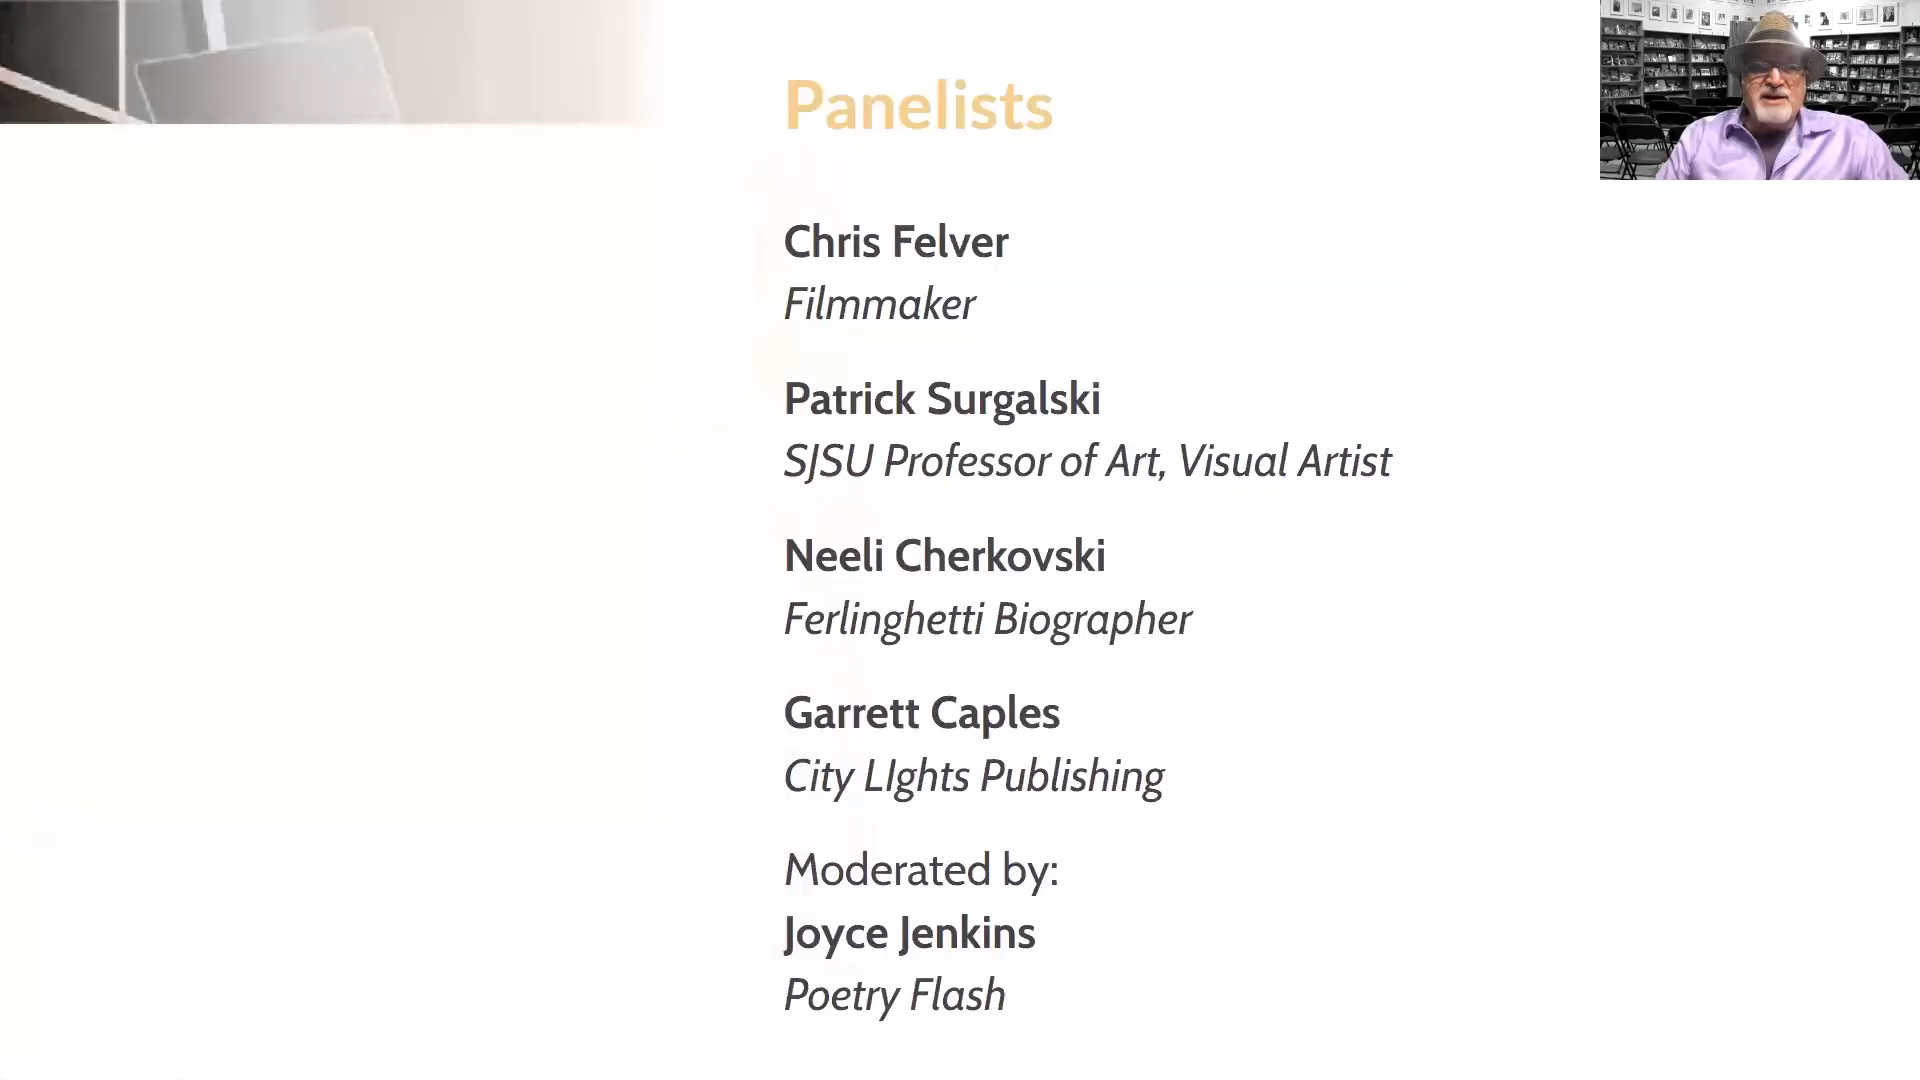 Panelists
Chris Felver
Filmmaker
Patrick Surgalski
SJSU Professor of Art, Visual Artist
Neeli Cherkovski
Ferlinghetti Biographer
Garrett Caples
City LIghts Publishing
Moderated by:
Joyce Jenkins
Poetry Flash